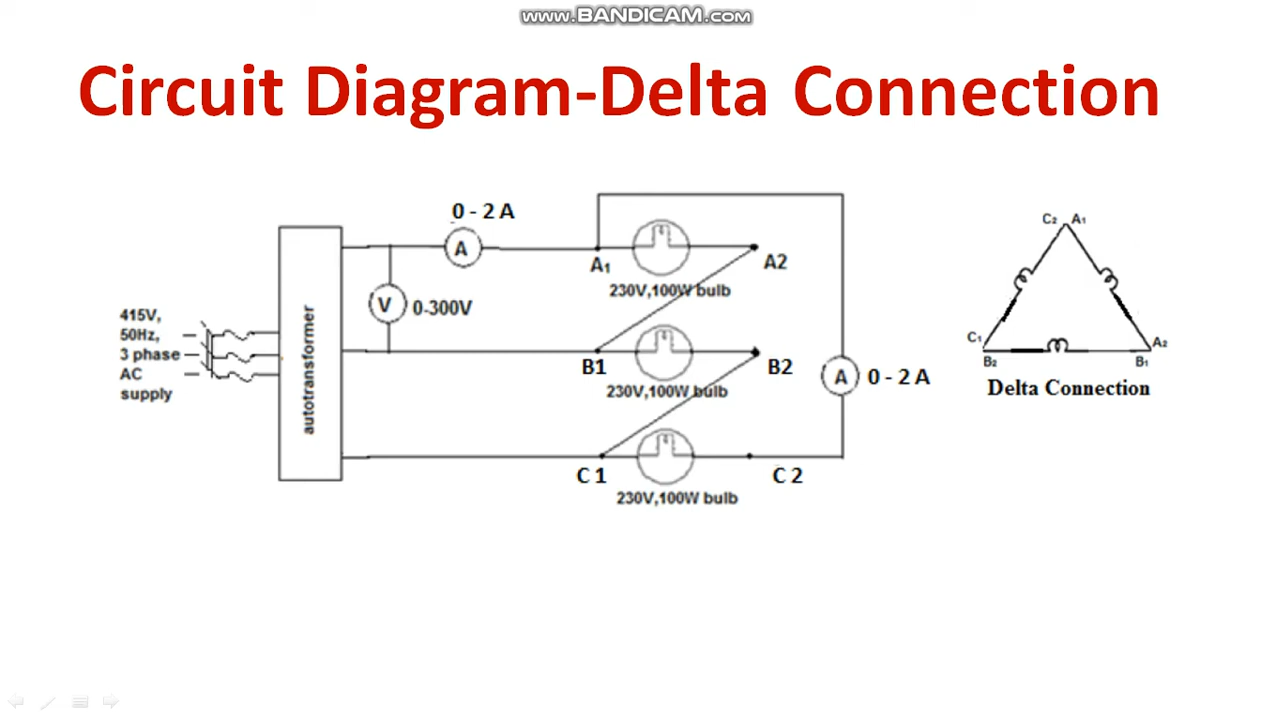 www.BANDICAM.com
Circuit Diagram-Delta Connection
0 - 2 A
A
A1
A2
230V,100W bulb
V
0-300V
415V,
50Hz,
3 phase
AC
supply
autotransformer
B1
B2
230V,100W bulb
A
0 - 2 A
C 1
C 2
230V,100W bulb
C2 A1
C1
B2
A2
B1
Delta Connection